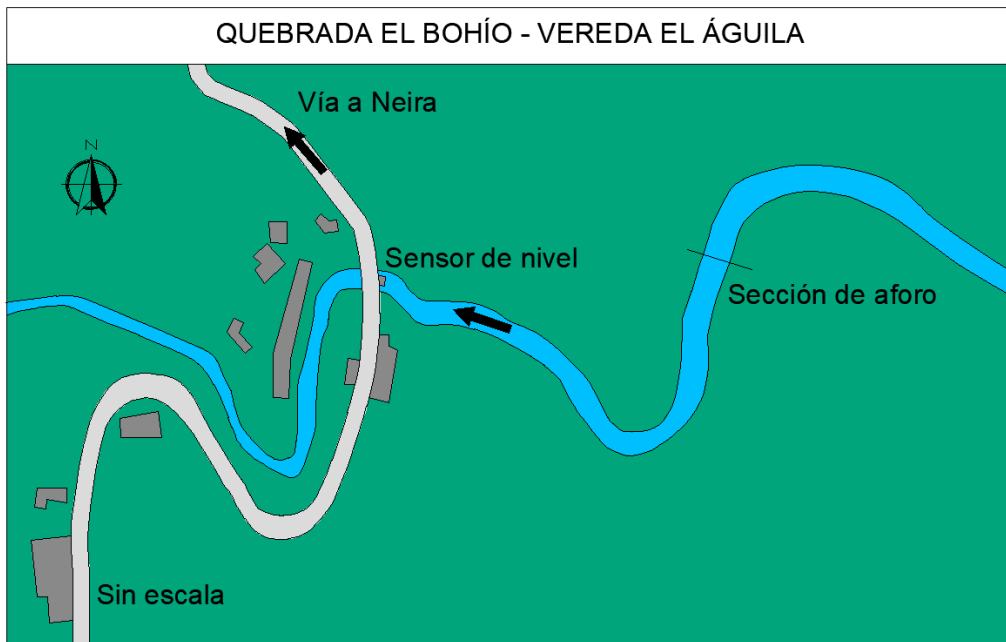 QUEBRADA EL BOHÍO - VEREDA EL ÁGUILA
Vía a Neira
N
Sensor de nivel
Sección de aforo
Sin escala